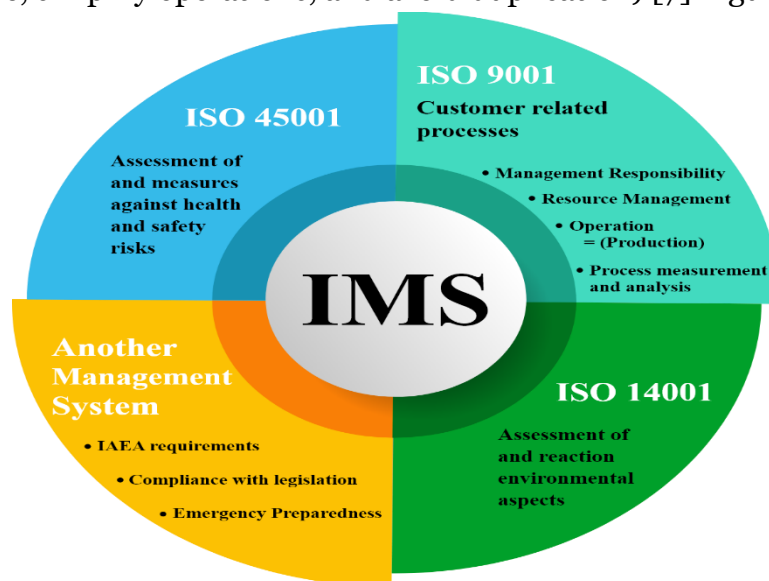 ISO 45001
Assessment of
and measures
against health
and safety
risks
ISO 9001
Customer related
processes
• Management Responsibility
• Resource Management
• Operation
= (Production)
• Process measurement
and analysis
IMS
Another
Management
System
• IAEA requirements
• Compliance with legislation
• Emergency Preparedness
ISO 14001
Assessment of
and reaction
environmental
aspects